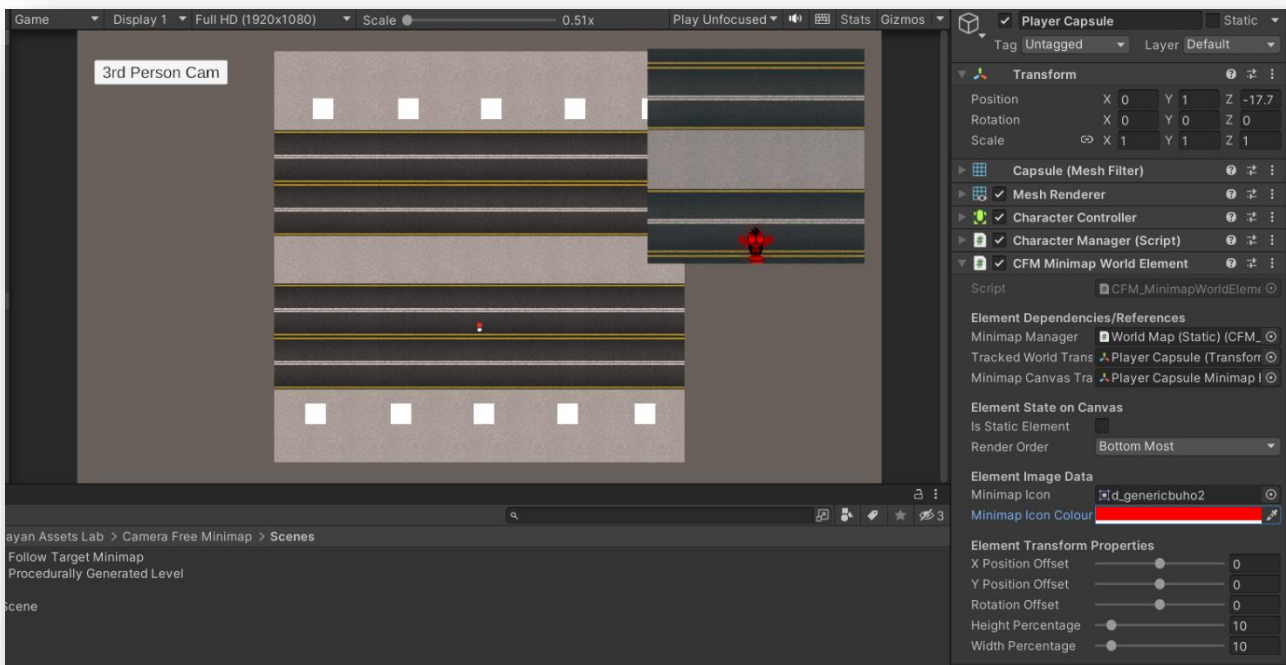 Game Display 1 Full HD (1920x1080) Scale 0.51x Play Unfocused Stats Gizmos
3rd Person Cam
ayan Assets Lab > Camera Free Minimap > Scenes
Follow Target Minimap
Procedurally Generated Level
Scene
3
Player Capsule Static
Tag Untagged Layer Default
Transform
Position X 0 Y 1 Z -17.7
Rotation X 0 Y 0 Z 0
Scale X 1 Y 1 Z 1
Capsule (Mesh Filter)
Mesh Renderer
Character Controller
Character Manager (Script)
CFM Minimap World Element
Script CFM_MinimapWorldEleme
Element Dependencies/References
Minimap Manager World Map (Static) (CFM_
Tracked World Trans Player Capsule (Transform
Minimap Canvas Tra Player Capsule Minimap I
Element State on Canvas
Is Static Element
Render Order Bottom Most
Element Image Data
Minimap Icon d_genericbuho2
Minimap Icon Colour
Element Transform Properties
X Position Offset 0
Y Position Offset 0
Rotation Offset 0
Height Percentage 10
Width Percentage 10